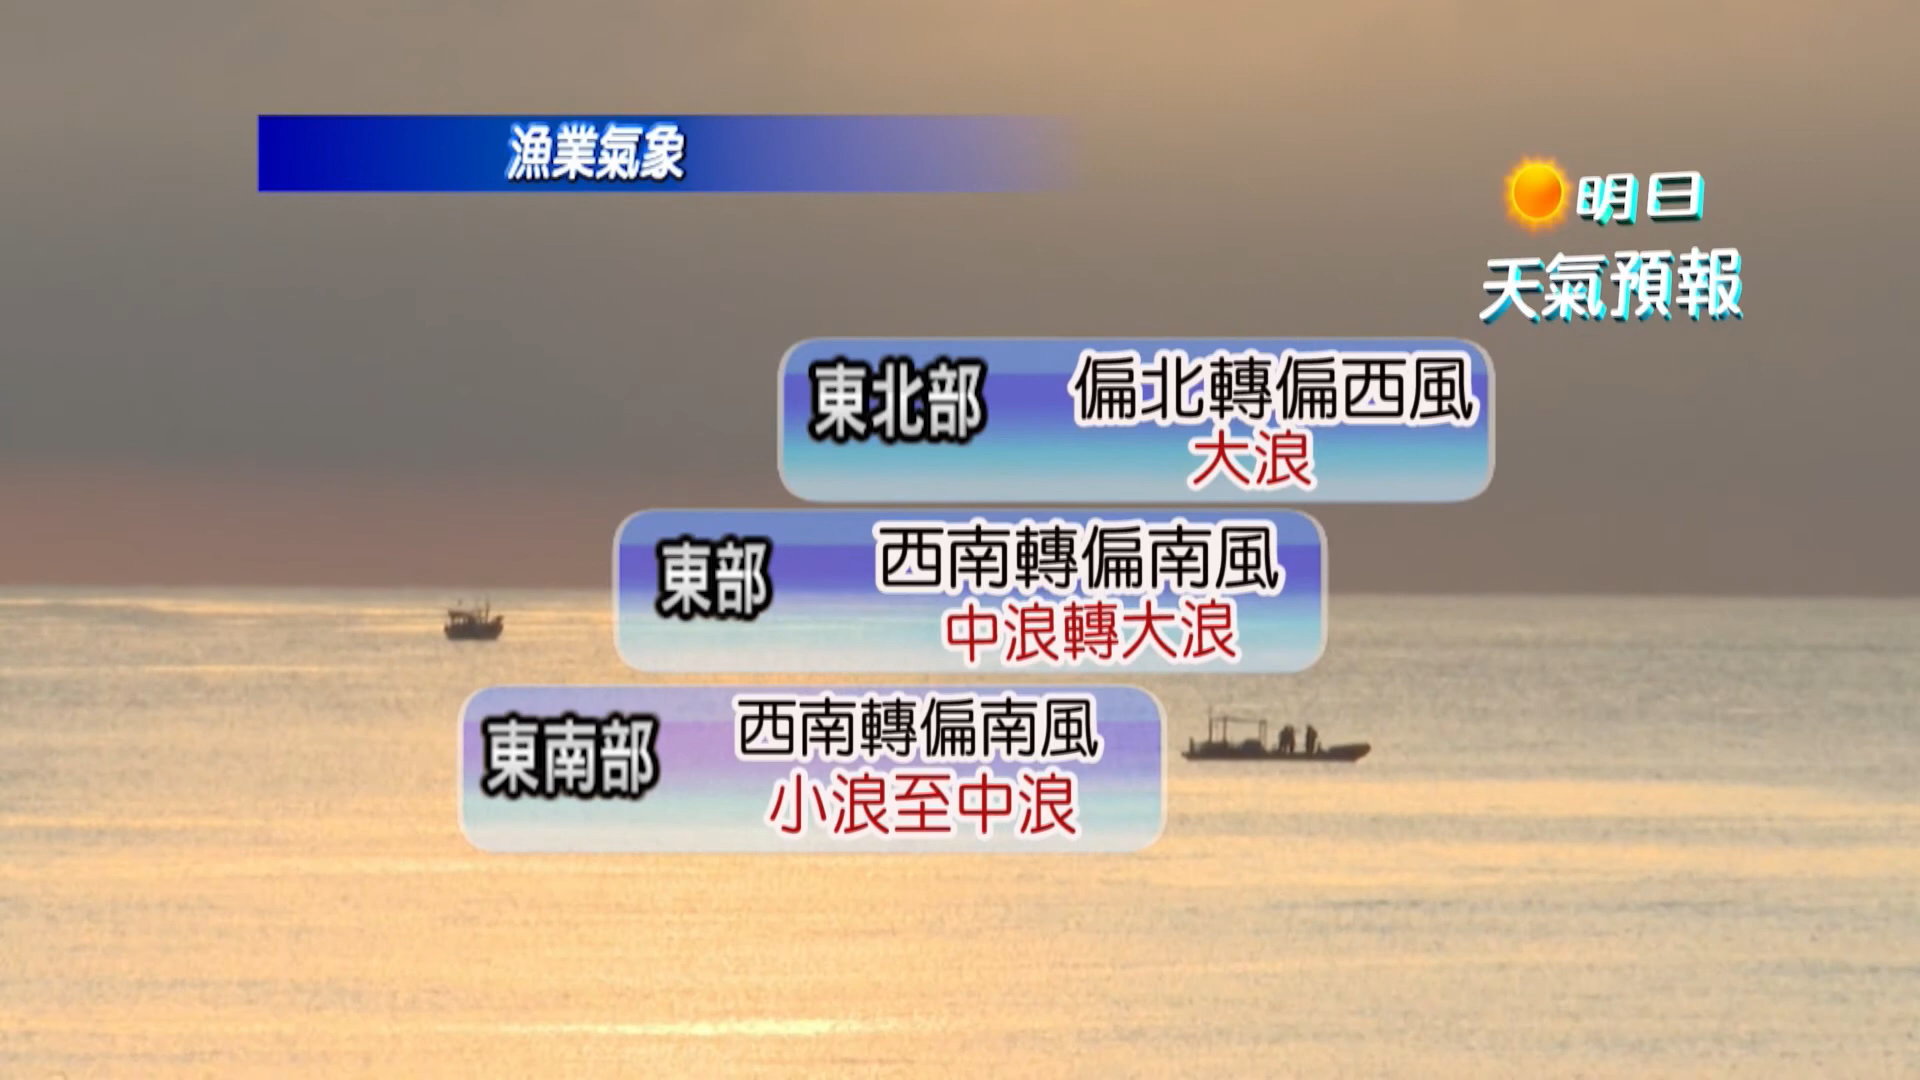 漁業氣象
明日
天氣預報
東北部
偏北轉偏西風
大浪
東部
西南轉偏南風
中浪轉大浪
東南部
西南轉偏南風
小浪至中浪